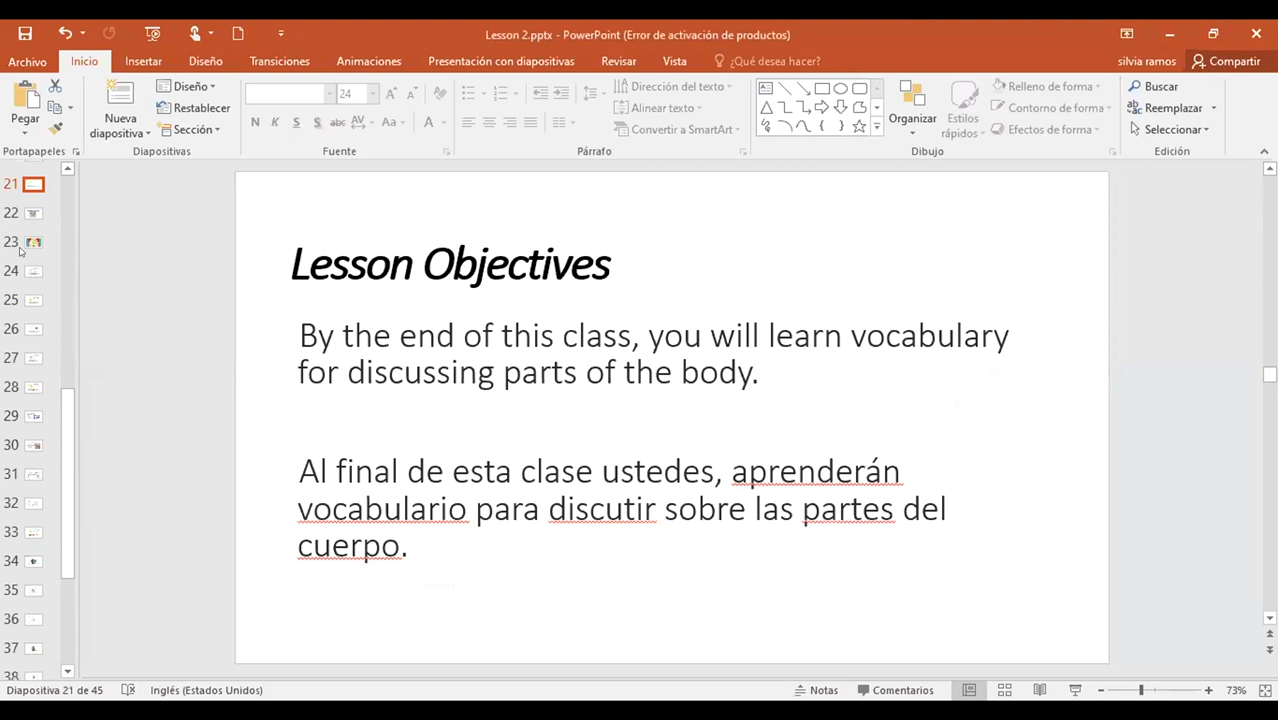 Lesson 2.pptx - PowerPoint (Error de activación de productos)
Archivo Inicio Insertar Diseño Transiciones Animaciones Presentación con diapositivas Revisar Vista ¿Qué desea hacer? silvia ramos Compartir
Pegar
Nueva diapositiva
Diseño
Restablecer
Sección
24
N K S S abc AV Aa A
Dirección del texto
Alinear texto
Convertir a SmartArt
Organizar
Estilos rápidos
Relleno de forma
Contorno de forma
Efectos de forma
Buscar
Reemplazar
Seleccionar
Portapapeles Diapositivas Fuente Párrafo Dibujo Edición
21
22
23
24
25
26
27
28
29
30
31
32
33
34
35
36
37
38
Lesson Objectives
By the end of this class, you will learn vocabulary
for discussing parts of the body.
Al final de esta clase ustedes, aprenderán
vocabulario para discutir sobre las partes del
cuerpo.
Diapositiva 21 de 45 Inglés (Estados Unidos) Notas Comentarios 73%